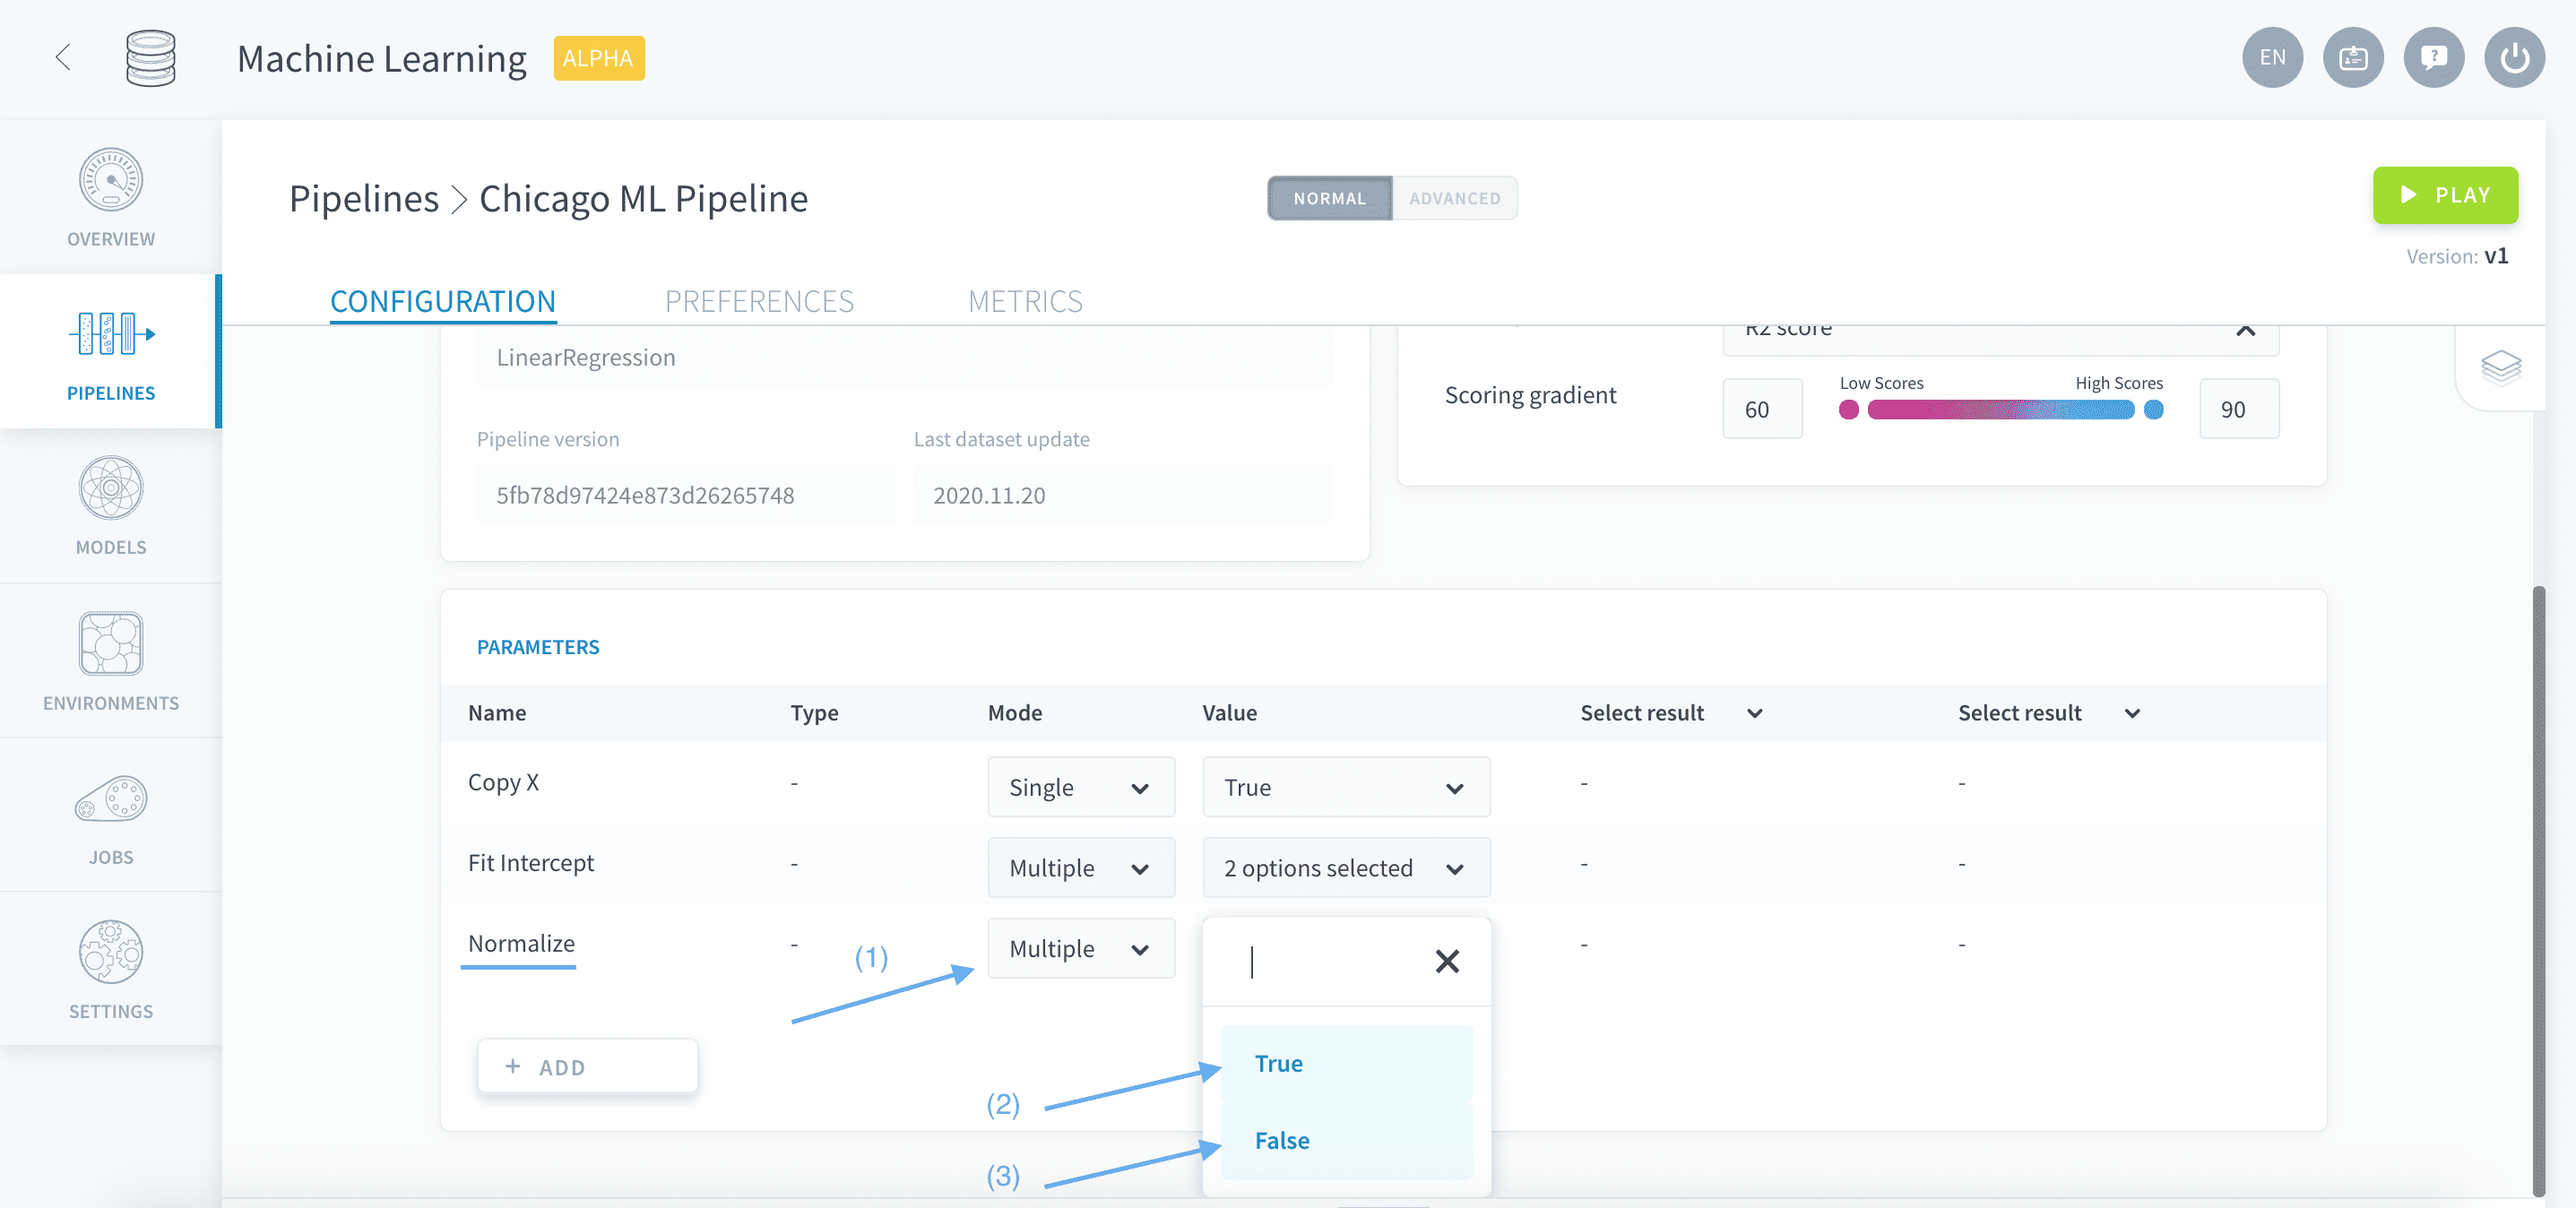 Machine Learning ALPHA
EN
OVERVIEW
PIPELINES
MODELS
ENVIRONMENTS
JOBS
SETTINGS
Pipelines > Chicago ML Pipeline
NORMAL ADVANCED
PLAY
Version: v1
CONFIGURATION PREFERENCES METRICS
LinearRegression
Pipeline version Last dataset update
5fb78d97424e873d26265748 2020.11.20
R2 score
Scoring gradient 60 Low Scores High Scores 90
PARAMETERS
Name Type Mode Value Select result Select result
Copy X - Single True - -
Fit Intercept - Multiple 2 options selected - -
Normalize - Multiple - -
(1)
+ ADD
True
(2)
False
(3)